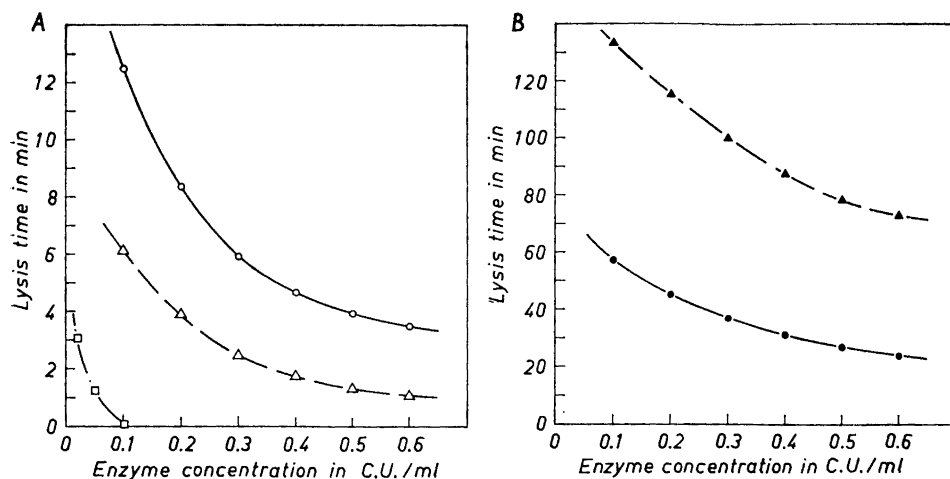 A
Lysis time in min
12
10
8
6
4
2
0
0 0.1 0.2 0.3 0.4 0.5 0.6
Enzyme concentration in C.U./ml
B
Lysis time in min
120
100
80
60
40
20
0
0.1 0.2 0.3 0.4 0.5 0.6
Enzyme concentration in C.U./ml